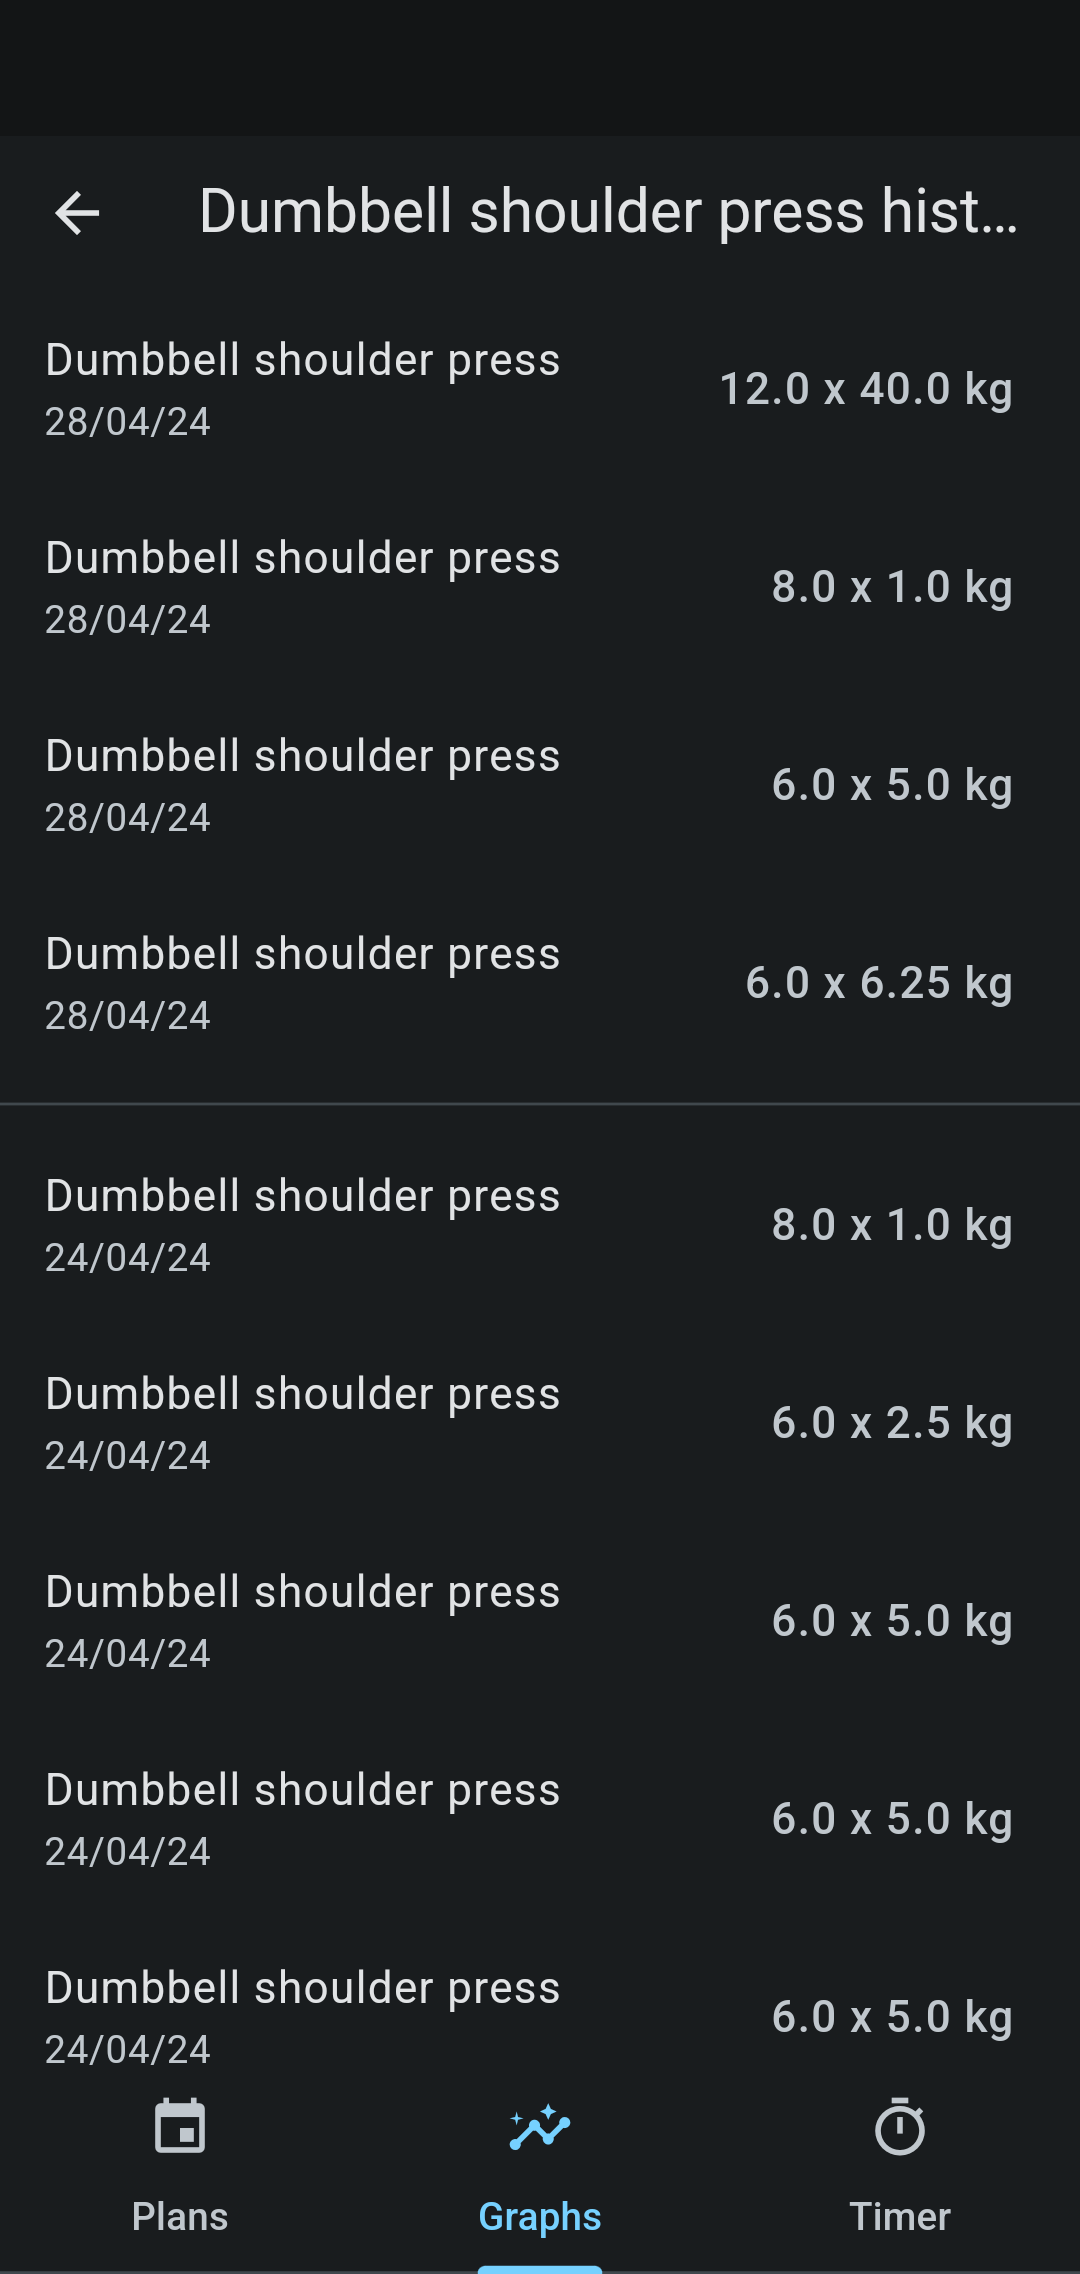 Dumbbell shoulder press hist...
Dumbbell shoulder press
28/04/24
12.0 x 40.0 kg
Dumbbell shoulder press
28/04/24
8.0 x 1.0 kg
Dumbbell shoulder press
28/04/24
6.0 x 5.0 kg
Dumbbell shoulder press
28/04/24
6.0 x 6.25 kg
Dumbbell shoulder press
24/04/24
8.0 x 1.0 kg
Dumbbell shoulder press
24/04/24
6.0 x 2.5 kg
Dumbbell shoulder press
24/04/24
6.0 x 5.0 kg
Dumbbell shoulder press
24/04/24
6.0 x 5.0 kg
Dumbbell shoulder press
24/04/24
6.0 x 5.0 kg
Plans
Graphs
Timer